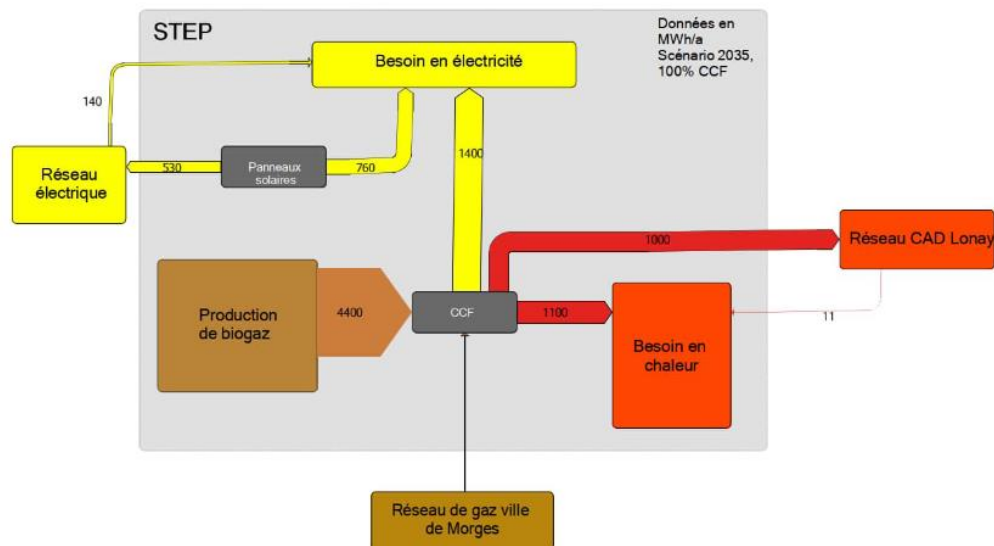 STEP
Données en
MWh/a
Scénario 2035,
100% CCF
Besoin en électricité
140
Réseau
électrique
530
Panneaux
solaires
760
1400
1000
Réseau CAD Lonay
Production
de biogaz
4400
CCF
1100
11
Besoin en
chaleur
Réseau de gaz ville
de Morges